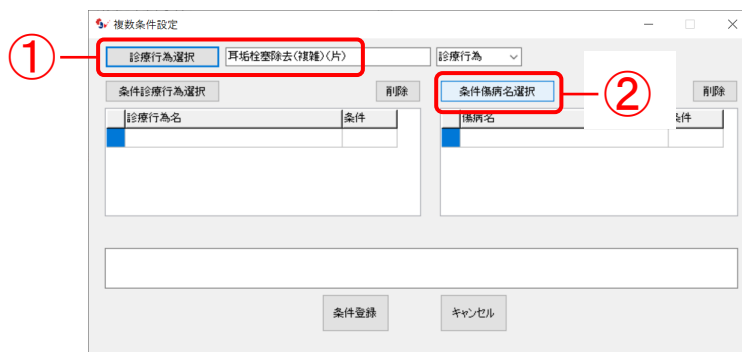 複数条件設定
① 診療行為選択 耳垢栓塞除去(複雑)(片) 診療行為
条件診療行為選択 削除 条件傷病名選択 ② 削除
診療行為名 条件 傷病名 条件
条件登録 キャンセル